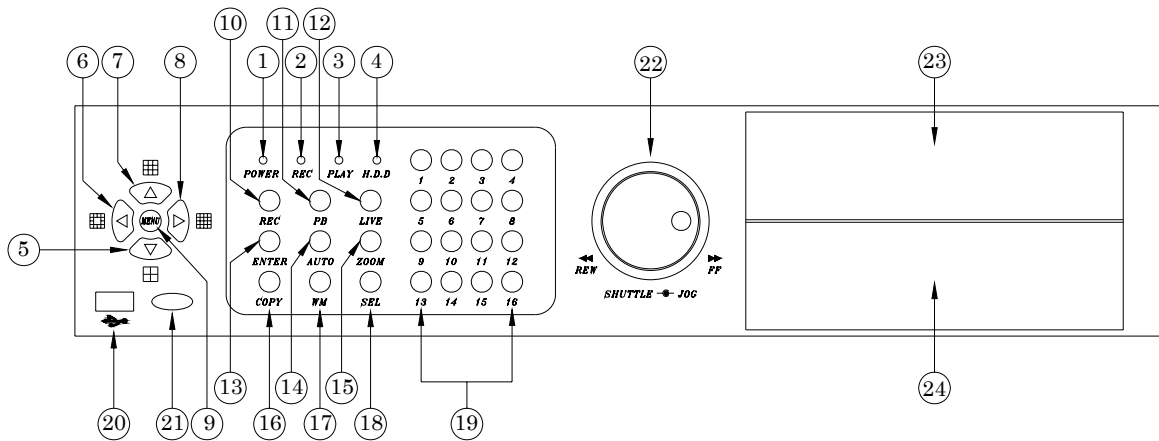 10 11 12
6 7 8 1 2 3 4 22 23
POWER REC PLAY H.D.D
1 2 3 4
MENU
REC PB LIVE
5 6 7 8
5
ENTER AUTO ZOOM
9 10 11 12
REW FF
COPY WM SEL
13 14 15 16
SHUTTLE JOG
13 14 15
20 21 9 16 17 18 19 24